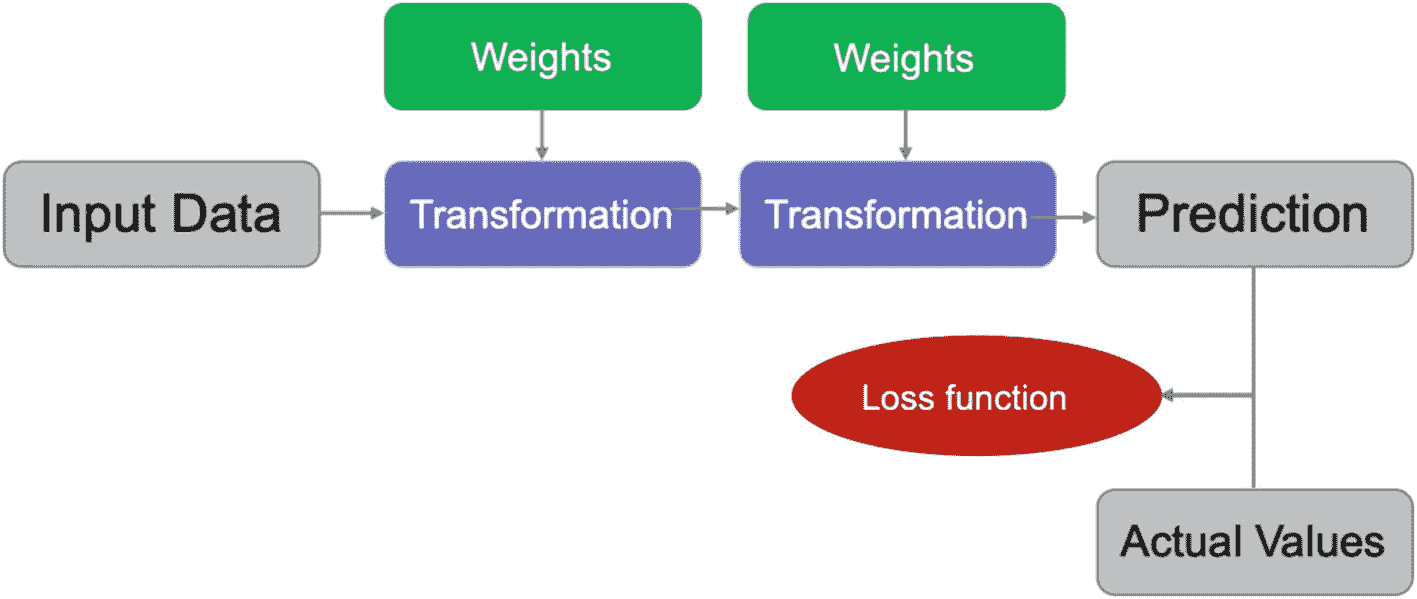 Weights
Weights
Input Data
Transformation
Transformation
Prediction
Loss function
Actual Values